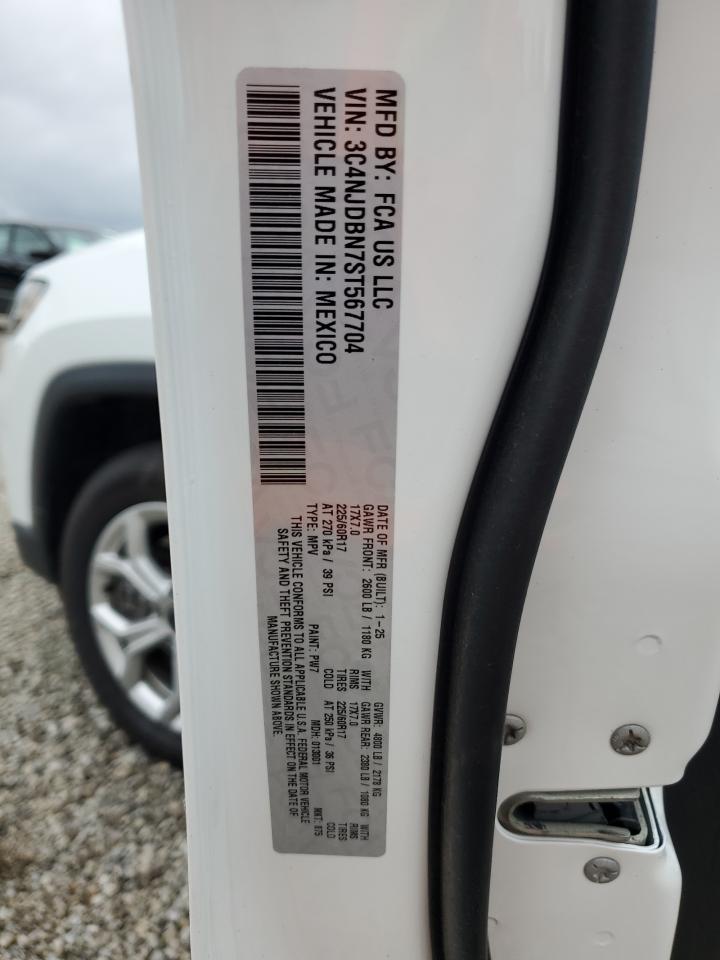 MFD BY: FCA US LLC
VIN: 3C4NJDBN7ST567704
VEHICLE MADE IN: MEXICO
DATE OF MFR (BUILT): 1-25 GVWR: 4800 LB / 2178 KG
GAWR FRONT: 2600 LB / 1180 KG WITH GAWR REAR: 2380 LB / 1080 KG WITH
17X7.0 RIMS 17X7.0 RIMS
225/60R17 TIRES 225/60R17 TIRES
AT 270 kPa / 39 PSI COLD AT 250 kPa / 36 PSI COLD
TYPE: MPV PAINT: PW7 MDH: 013001 MKT: 875
THIS VEHICLE CONFORMS TO ALL APPLICABLE U.S.A. FEDERAL MOTOR VEHICLE
SAFETY AND THEFT PREVENTION STANDARDS IN EFFECT ON THE DATE OF
MANUFACTURE SHOWN ABOVE.